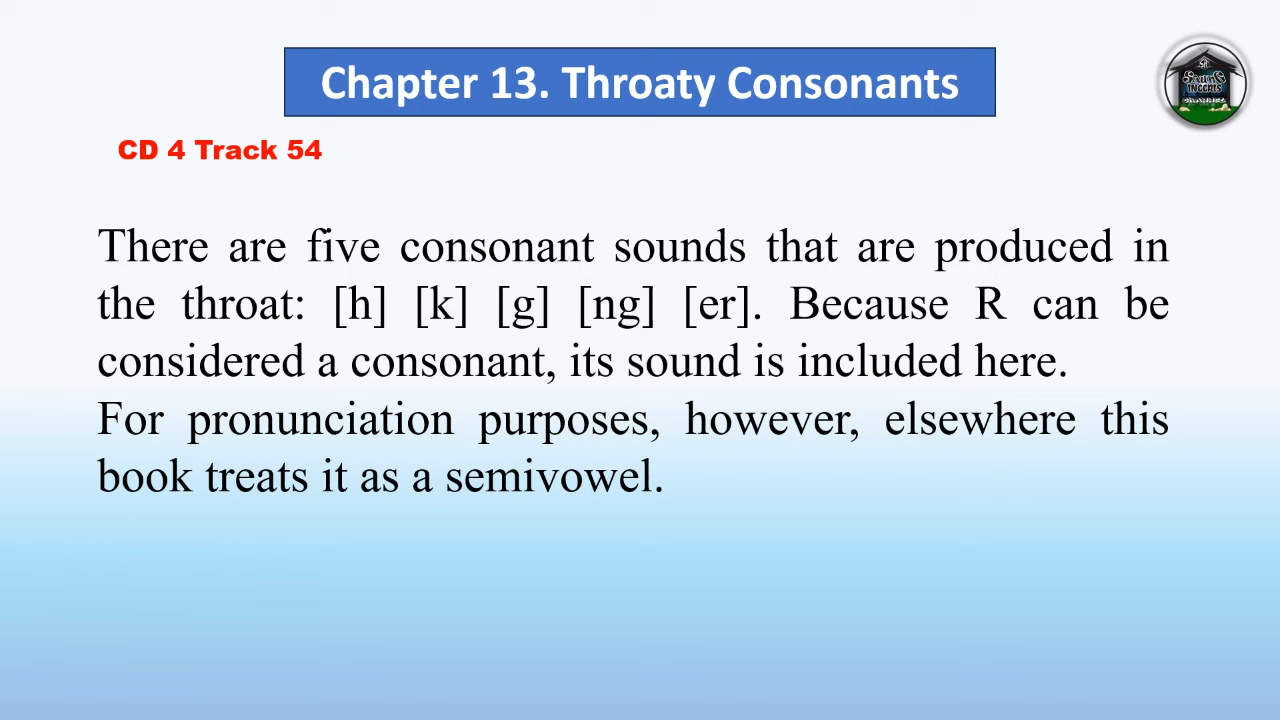 Chapter 13. Throaty Consonants
CD 4 Track 54
There are five consonant sounds that are produced in
the throat: [h] [k] [g] [ng] [er]. Because R can be
considered a consonant, its sound is included here.
For pronunciation purposes, however, elsewhere this
book treats it as a semivowel.